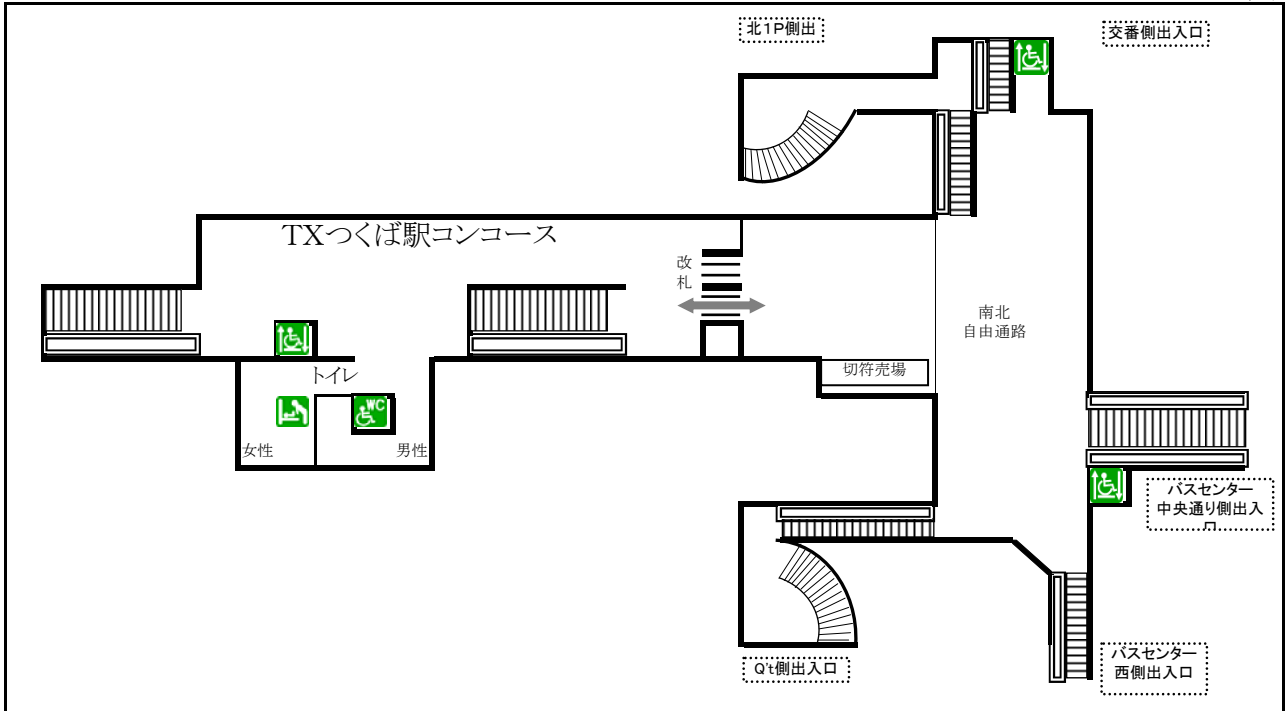 北1P側出
交番側出入口
TXつくば駅コンコース
改
札
南北
自由通路
切符売場
トイレ
WC
女性
男性
バスセンター
中央通り側出入
口
Q't側出入口
バスセンター
西側出入口